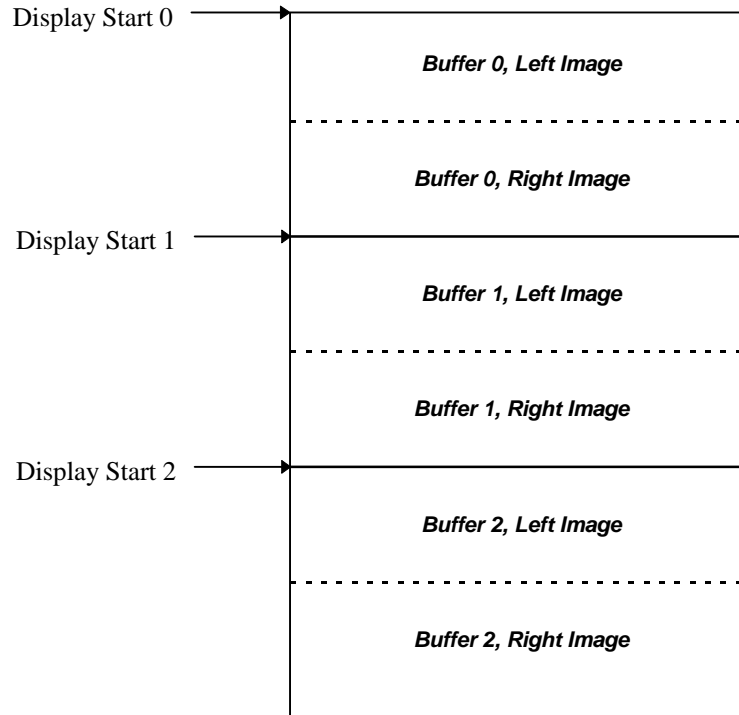 Display Start 0
Buffer 0, Left Image
Buffer 0, Right Image
Display Start 1
Buffer 1, Left Image
Buffer 1, Right Image
Display Start 2
Buffer 2, Left Image
Buffer 2, Right Image